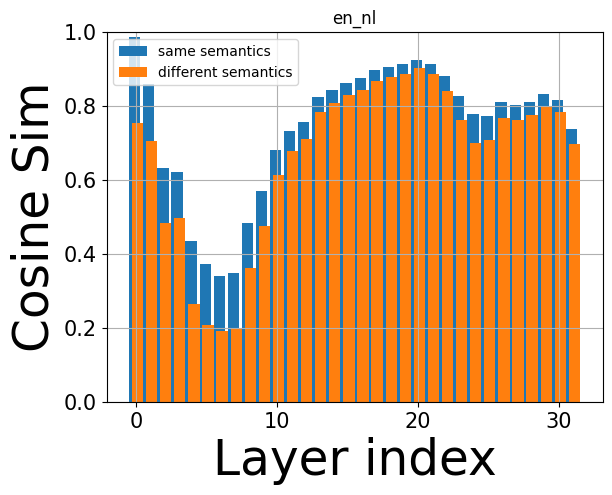 en_nl
same semantics
different semantics
Cosine Sim
1.0
0.8
0.6
0.4
0.2
0.0
0 10 20 30
Layer index